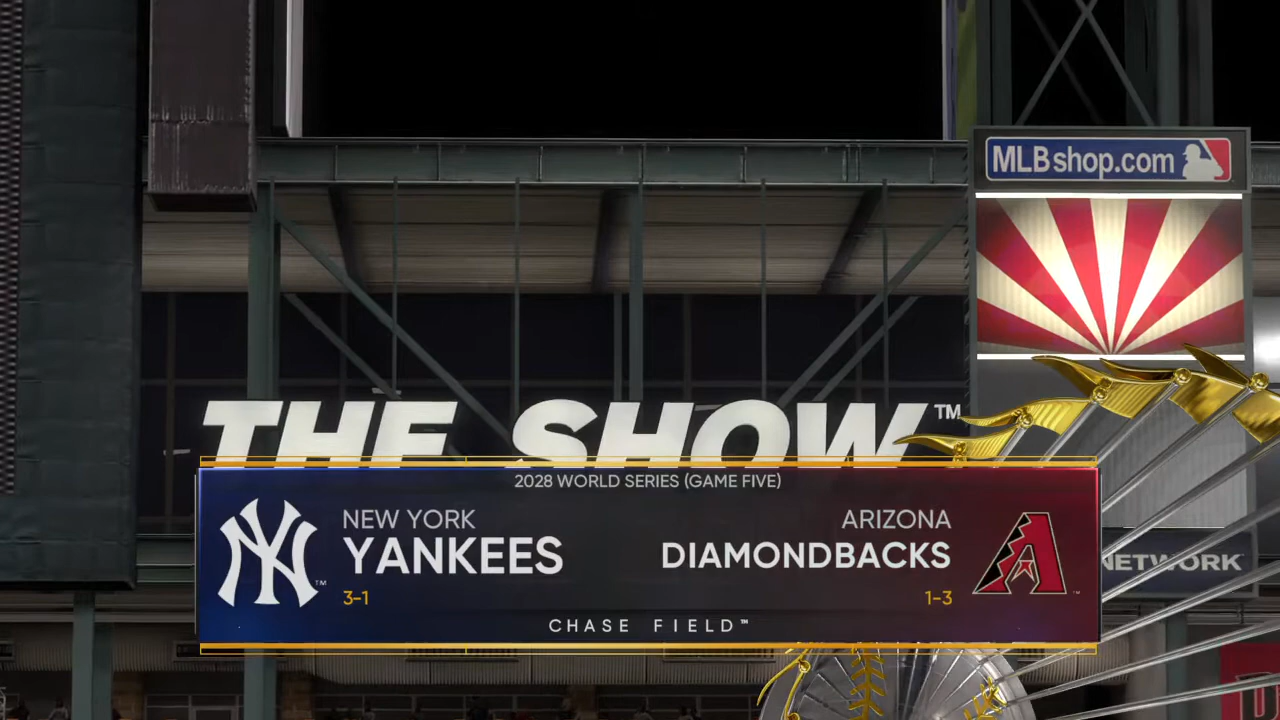 MLBshop.com
THE SHOW™
2028 WORLD SERIES (GAME FIVE)
NEW YORK
YANKEES
3-1
ARIZONA
DIAMONDBACKS
1-3
CHASE FIELD™
NETWORK